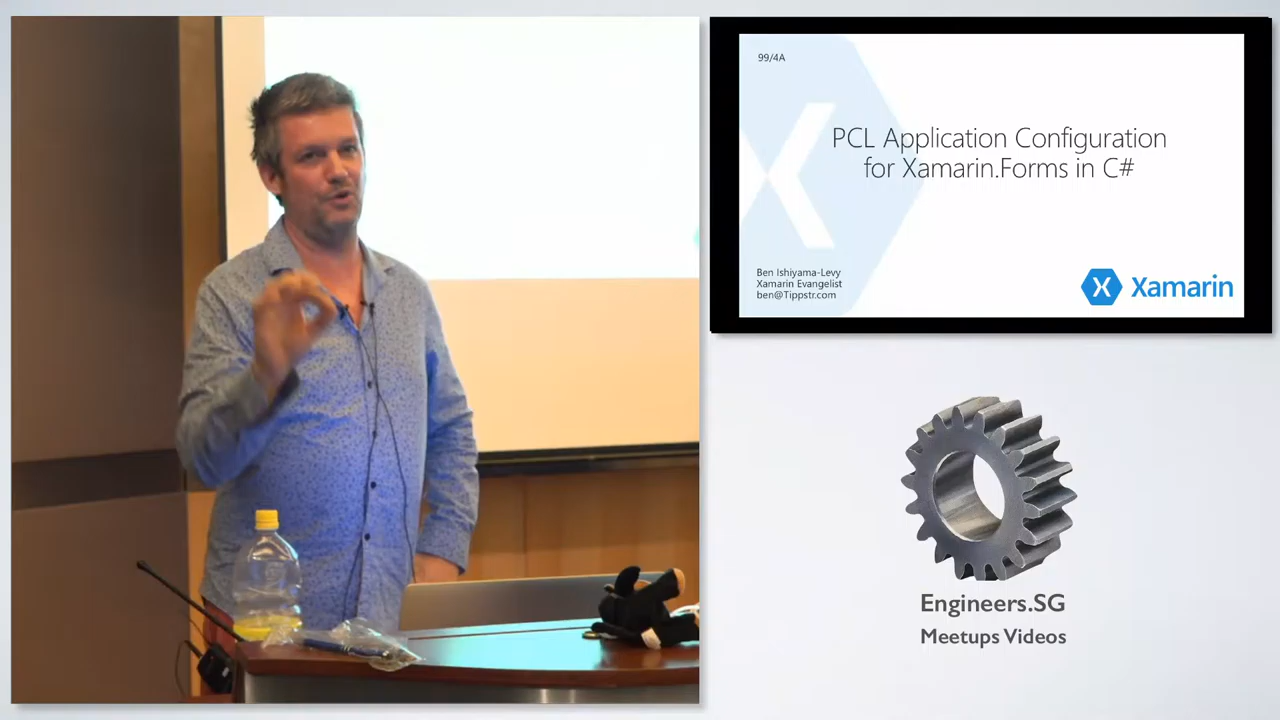 99/4A
PCL Application Configuration
for Xamarin.Forms in C#
Ben Ishiyama-Levy
Xamarin Evangelist
ben@Tippstr.com
Xamarin
Engineers.SG
Meetups Videos